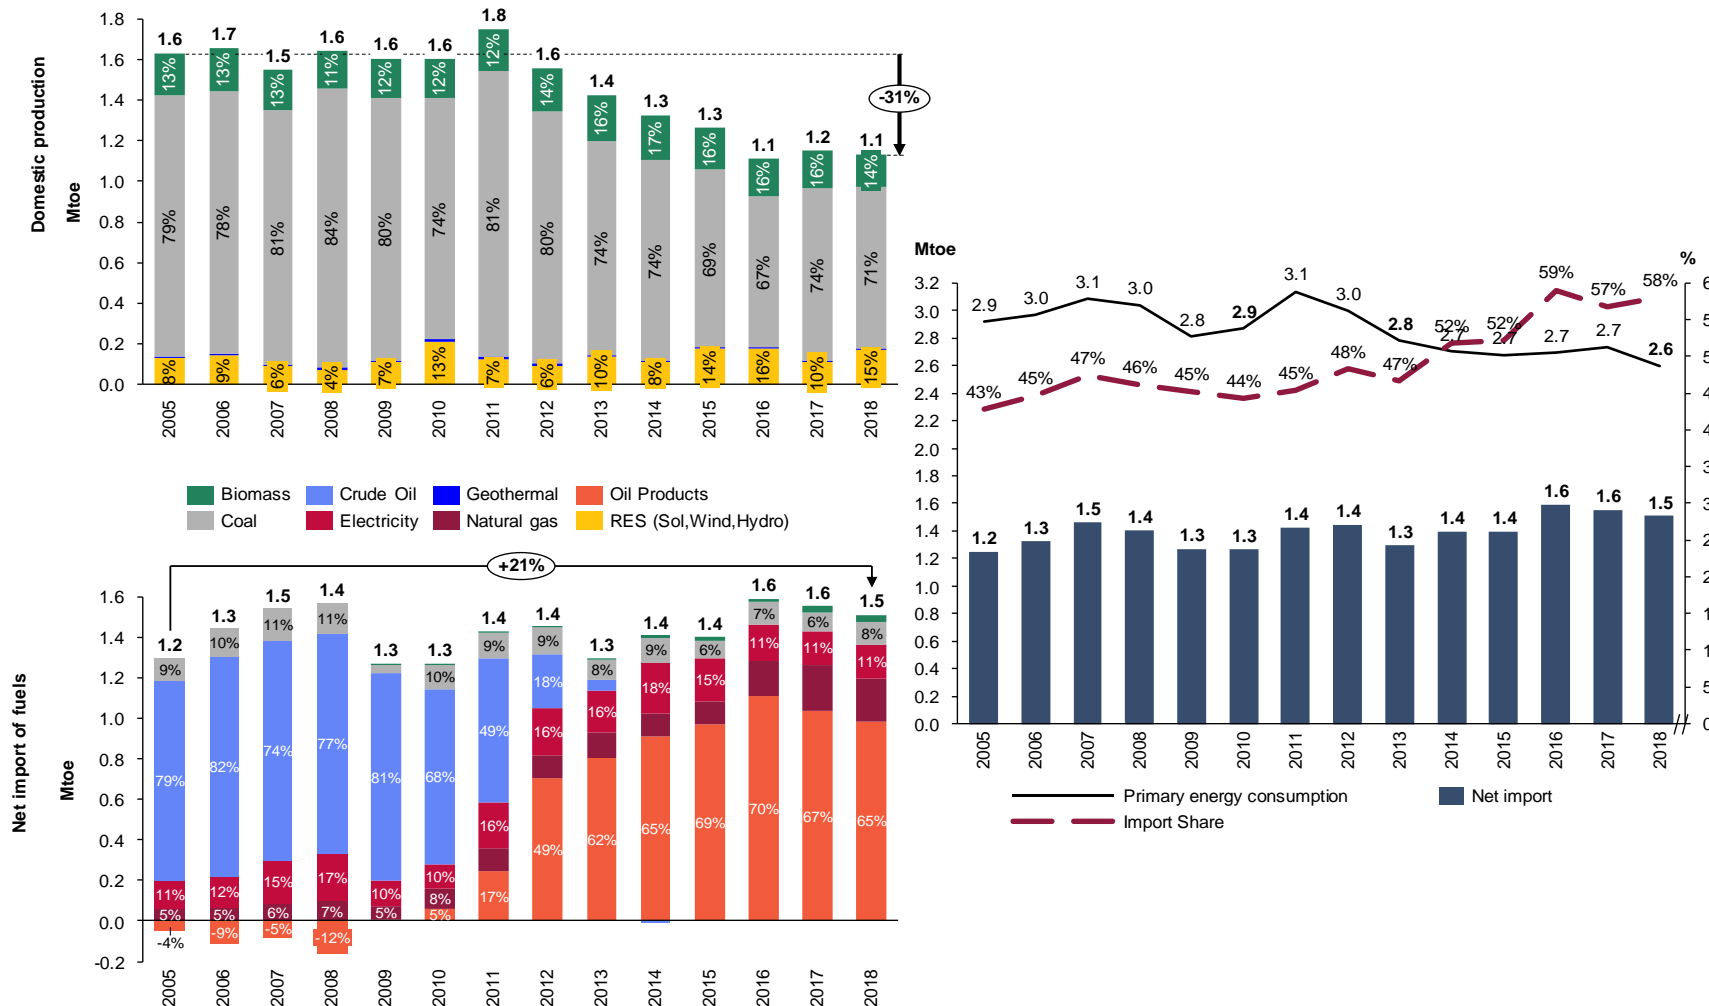 Domestic production
Mtoe
1.8
1.6
1.4
1.2
1.0
0.8
0.6
0.4
0.2
0.0
1.6 1.7 1.5 1.6 1.6 1.6 1.8 1.6 1.4 1.3 1.3 1.1 1.2 1.1
13% 13% 13% 11% 12% 12% 12% 14% 16% 17% 16% 16% 16% 14%
-31%
79% 78% 81% 84% 80% 74% 81% 80% 74% 74% 69% 67% 74% 71%
8% 9% 6% 4% 7% 13% 7% 6% 10% 8% 14% 16% 10% 15%
2005 2006 2007 2008 2009 2010 2011 2012 2013 2014 2015 2016 2017 2018
Biomass Crude Oil Geothermal Oil Products
Coal Electricity Natural gas RES (Sol,Wind,Hydro)
Net import of fuels
Mtoe
+21%
1.6
1.4
1.2
1.0
0.8
0.6
0.4
0.2
0.0
-0.2
1.2 1.3 1.5 1.4 1.3 1.3 1.4 1.4 1.3 1.4 1.4 1.6 1.6 1.5
9% 10% 11% 11% 10% 9% 9% 8% 9% 6% 7% 6% 8%
79% 82% 74% 77% 81% 68% 49% 18%
11% 12% 15% 17% 10% 10% 16% 16% 16% 18% 15% 11% 11% 11%
5% 5% 6% 7% 5% 8%
5% 17% 49% 62% 65% 69% 70% 67% 65%
-4% -9% -5% -12%
2005 2006 2007 2008 2009 2010 2011 2012 2013 2014 2015 2016 2017 2018
Mtoe
%
3.2
3.0
2.8
2.6
2.4
2.2
2.0
1.8
1.6
1.4
1.2
1.0
0.8
0.6
0.4
0.2
0.0
6
5
5
4
4
3
3
2
2
1
1
5
0
2.9 3.0 3.1 3.0 2.8 2.9 3.1 3.0 2.8 2.7 2.7 2.7 2.7 2.6
43% 45% 47% 46% 45% 44% 45% 48% 47% 52% 52% 59% 57% 58%
1.2 1.3 1.5 1.4 1.3 1.3 1.4 1.4 1.3 1.4 1.4 1.6 1.6 1.5
2005 2006 2007 2008 2009 2010 2011 2012 2013 2014 2015 2016 2017 2018
Primary energy consumption Net import
Import Share